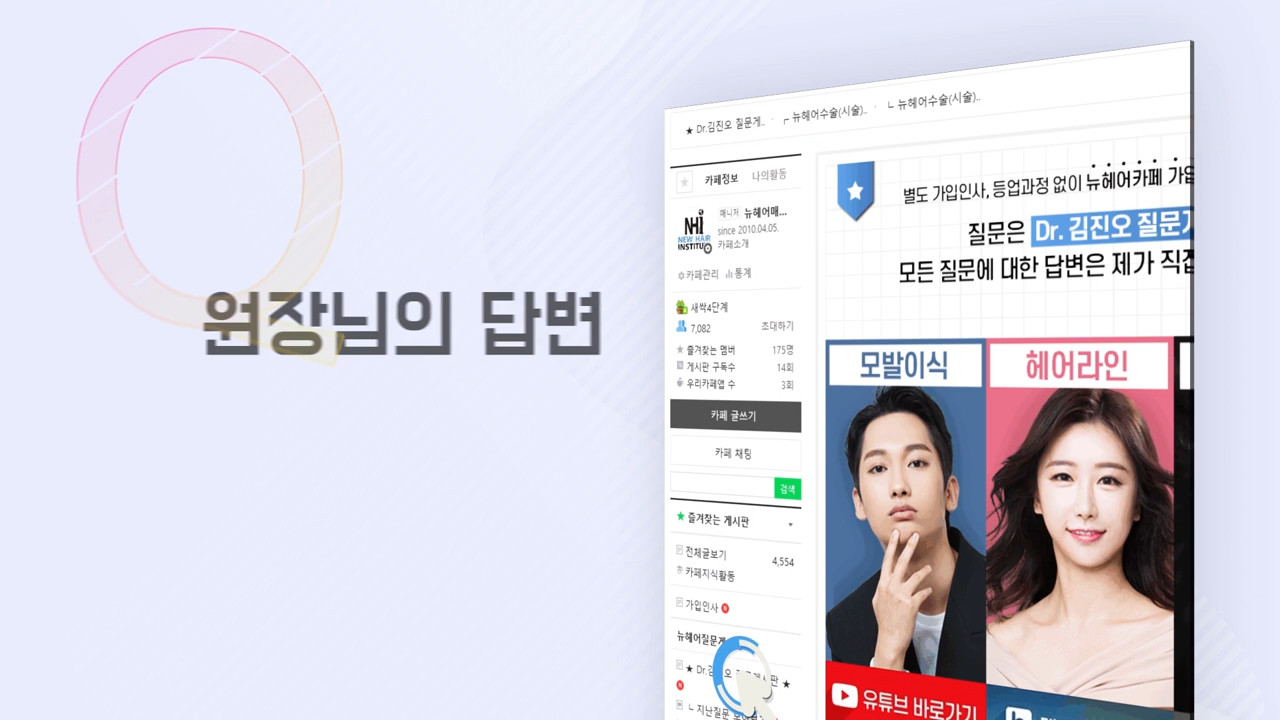 Q
원장님의 답변
★ Dr.김진오 질문게.. · ┌ 뉴헤어수술(시술).. · ㄴ 뉴헤어수술(시술)..
카페정보 나의활동
매니저 뉴헤어매...
since 2010.04.05.
카페소개
NHI
NEW HAIR
INSTITU
카페관리 통계
새싹4단계
7,082 초대하기
즐겨찾는 멤버 175명
게시판 구독수 14회
우리카페앱 수 3회
카페 글쓰기
카페 채팅
검색
★ 즐겨찾는 게시판
전체글보기 4,554
카페지식활동
가입인사
뉴헤어질문게
★ Dr.김
ㄴ 지난질문
별도 가입인사, 등업과정 없이 뉴헤어카페 가입
질문은 Dr. 김진오 질문게
모든 질문에 대한 답변은 제가 직접
모발이식
헤어라인
유튜브 바로가기